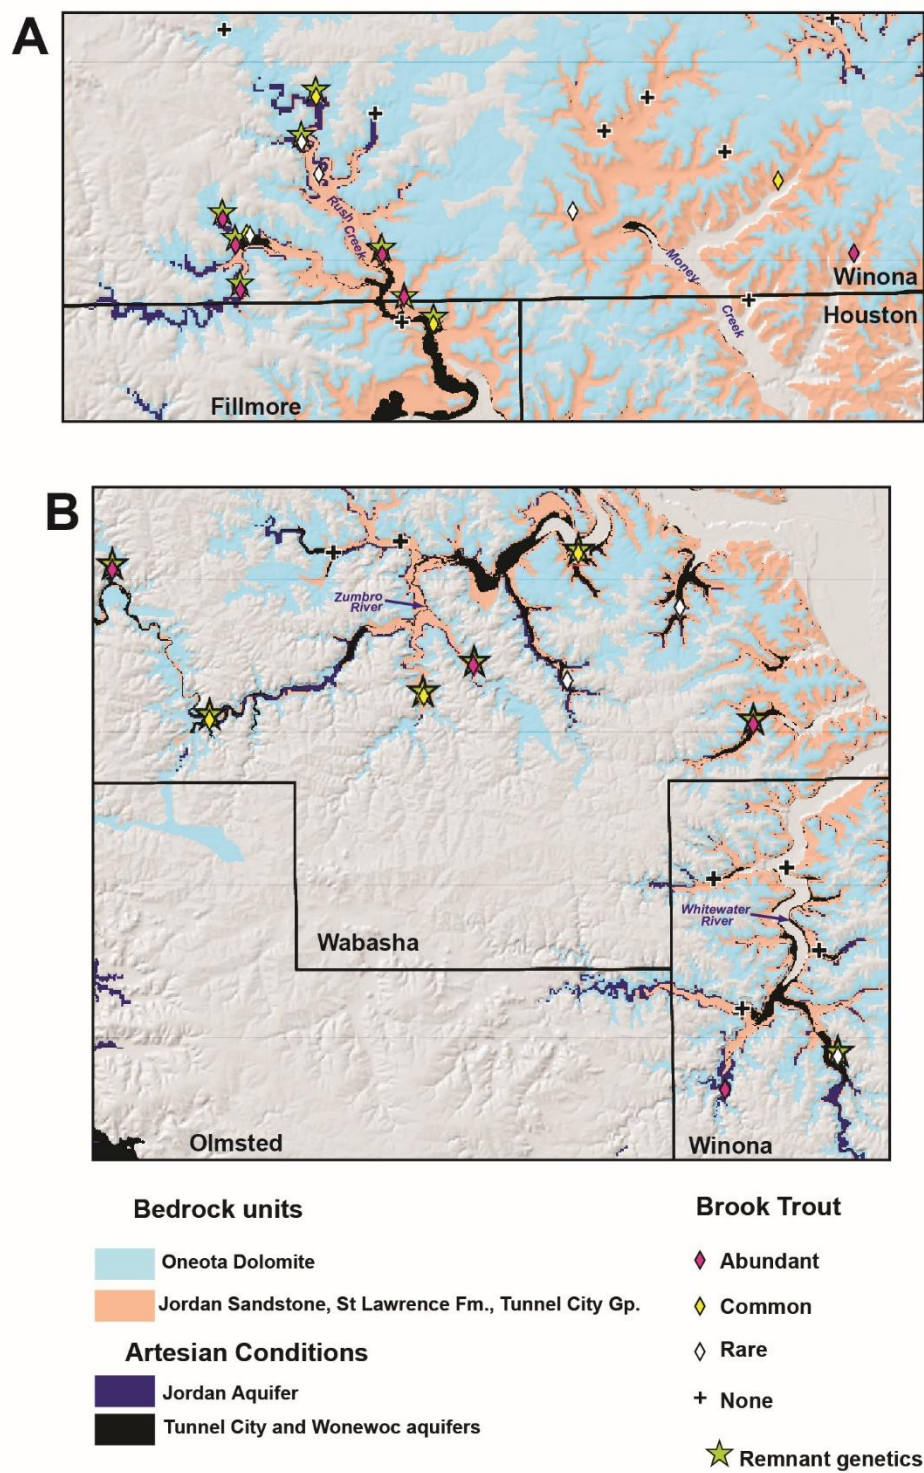 A
Rush Creek
Money Creek
Winona
Houston
Fillmore
B
Zumbro
River
Whitewater
River
Wabasha
Olmsted
Winona
Bedrock units
Oneota Dolomite
Jordan Sandstone, St Lawrence Fm., Tunnel City Gp.
Artesian Conditions
Jordan Aquifer
Tunnel City and Wonewoc aquifers
Brook Trout
Abundant
Common
Rare
None
Remnant genetics